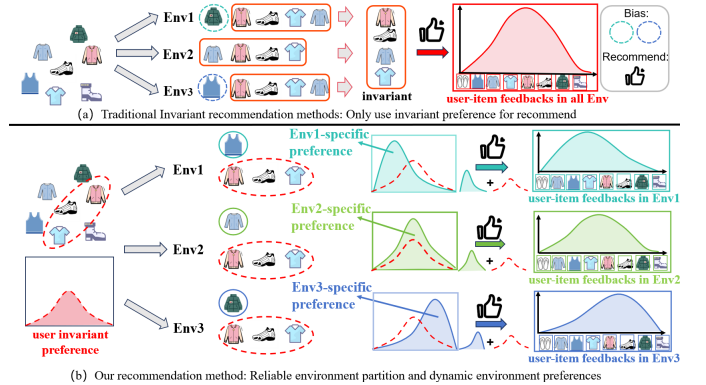 Env1
Env2
Env3
invariant
Bias:
Recommend:
user-item feedbacks in all Env
(a) Traditional Invariant recommendation methods: Only use invariant preference for recommend
Env1
Env2
Env3
user invariant
preference
Env1-specific
preference
+
user-item feedbacks in Env1
Env2-specific
preference
+
user-item feedbacks in Env2
Env3-specific
preference
+
user-item feedbacks in Env3
(b) Our recommendation method: Reliable environment partition and dynamic environment preferences